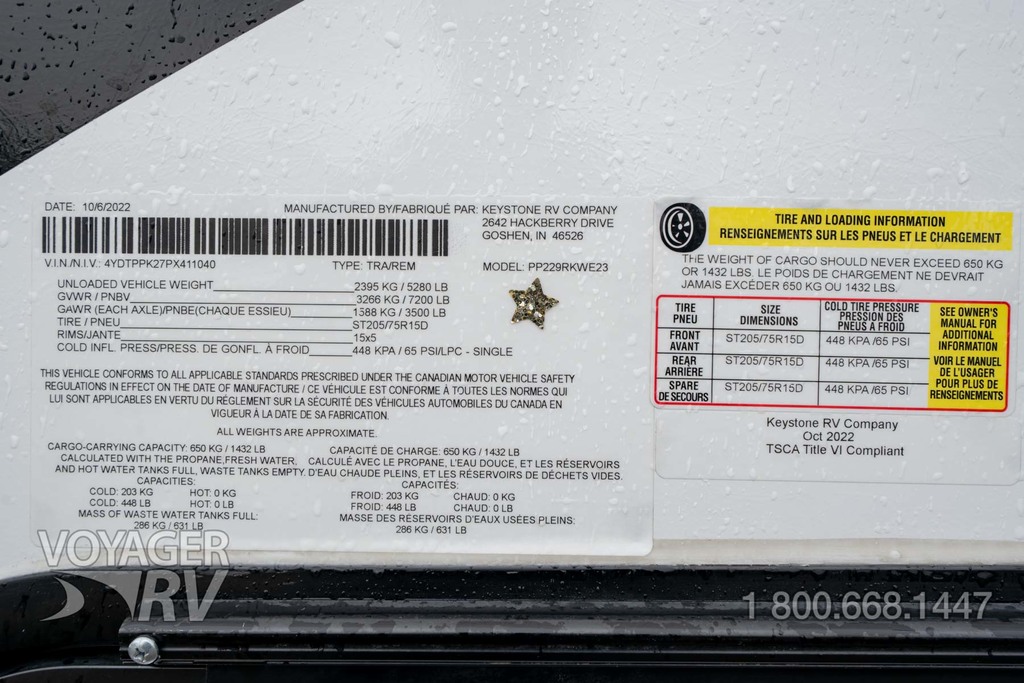 DATE: 10/6/2022
MANUFACTURED BY/FABRIQUÉ PAR: KEYSTONE RV COMPANY
2642 HACKBERRY DRIVE
GOSHEN, IN 46526
V.I.N./N.I.V.: 4YDTPPK27PX411040 TYPE: TRA/REM MODEL: PP229RKWE23
UNLOADED VEHICLE WEIGHT 2395 KG / 5280 LB
GVWR / PNBV 3266 KG / 7200 LB
GAWR (EACH AXLE)/PNBE(CHAQUE ESSIEU) 1588 KG / 3500 LB
TIRE / PNEU ST205/75R15D
RIMS/JANTE 15x5
COLD INFL. PRESS/PRESS. DE GONFL. À FROID 448 KPA / 65 PSI/LPC - SINGLE
THIS VEHICLE CONFORMS TO ALL APPLICABLE STANDARDS PRESCRIBED UNDER THE CANADIAN MOTOR VEHICLE SAFETY
REGULATIONS IN EFFECT ON THE DATE OF MANUFACTURE / CE VÉHICULE EST CONFORME À TOUTES LES NORMES QUI
LUI SONT APPLICABLES EN VERTU DU RÉGLEMENT SUR LA SÉCURITÉ DES VÉHICULES AUTOMOBILES DU CANADA EN
VIGUEUR À LA DATE DE SA FABRICATION.
ALL WEIGHTS ARE APPROXIMATE.
CARGO-CARRYING CAPACITY: 650 KG / 1432 LB
CALCULATED WITH THE PROPANE,FRESH WATER,
AND HOT WATER TANKS FULL, WASTE TANKS EMPTY.
CAPACITIES:
COLD: 203 KG HOT: 0 KG
COLD: 448 LB HOT: 0 LB
MASS OF WASTE WATER TANKS FULL:
286 KG / 631 LB
CAPACITÉ DE CHARGE: 650 KG / 1432 LB
CALCULÉ AVEC LE PROPANE, L'EAU DOUCE, ET LES RÉSERVOIRS
D'EAU CHAUDE PLEINS, ET LES RÉSERVOIRS DE DÉCHETS VIDES.
CAPACITÉS:
FROID: 203 KG CHAUD: 0 KG
FROID: 448 LB CHAUD: 0 LB
MASSE DES RESERVOIRS D'EAUX USÉES PLEINS:
286 KG / 631 LB
TIRE AND LOADING INFORMATION
RENSEIGNEMENTS SUR LES PNEUS ET LE CHARGEMENT
THE WEIGHT OF CARGO SHOULD NEVER EXCEED 650 KG
OR 1432 LBS. LE POIDS DE CHARGEMENT NE DEVRAIT
JAMAIS EXCÉDER 650 KG OU 1432 LBS.
TIRE
PNEU
SIZE
DIMENSIONS
COLD TIRE PRESSURE
PRESSION DES
PNEUS A FROID
FRONT
AVANT
ST205/75R15D
448 KPA /65 PSI
REAR
ARRIÈRE
ST205/75R15D
448 KPA /65 PSI
SPARE
DE SECOURS
ST205/75R15D
448 KPA /65 PSI
SEE OWNER'S
MANUAL FOR
ADDITIONAL
INFORMATION
VOIR LE MANUEL
DE L'USAGER
POUR PLUS DE
RENSEIGNEMENTS
Keystone RV Company
Oct 2022
TSCA Title VI Compliant
VOYAGER
RV
1 800.668.1447